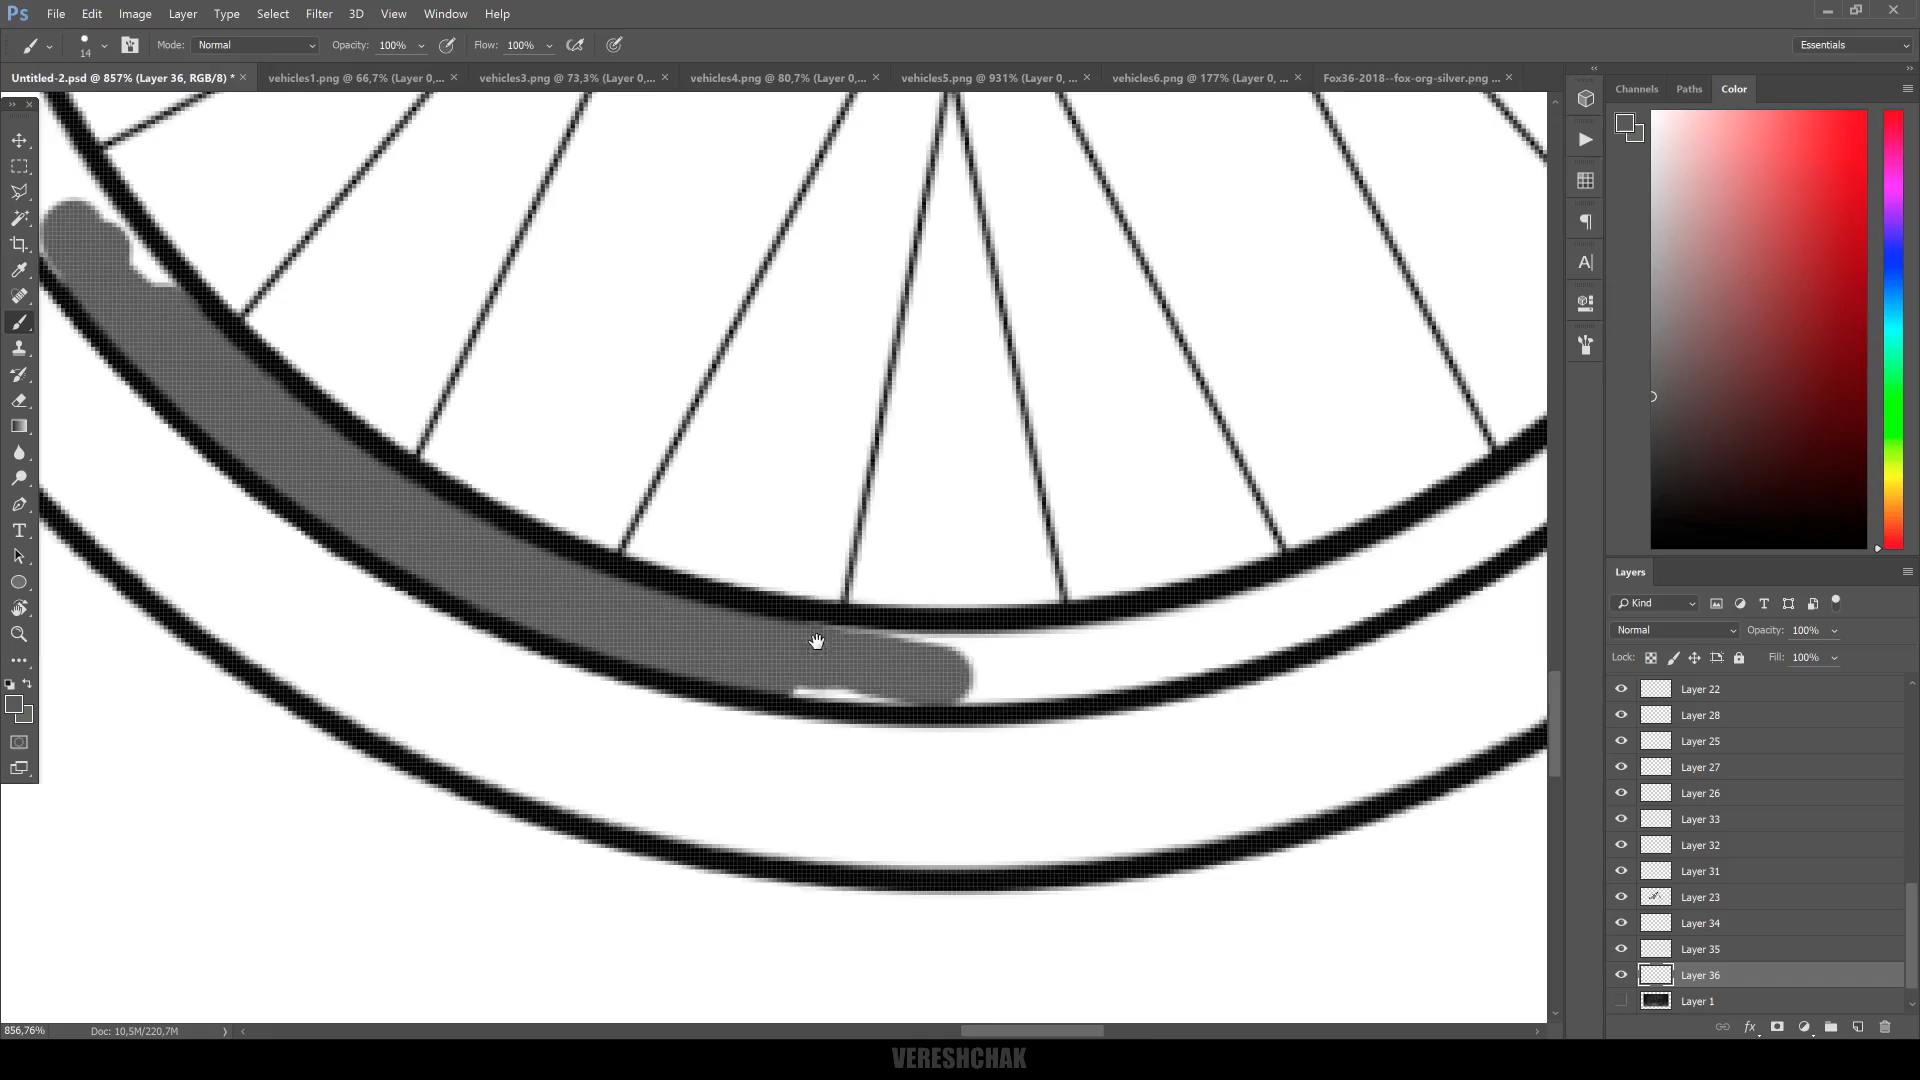 Ps File Edit Image Layer Type Select Filter 3D View Window Help
14 Mode: Normal Opacity: 100% Flow: 100% Essentials
Untitled-2.psd @ 857% (Layer 36, RGB/8) * vehicles1.png @ 66,7% (Layer 0,... vehicles3.png @ 73,3% (Layer 0,... vehicles4.png @ 80,7% (Layer 0,... vehicles5.png @ 931% (Layer 0, ... vehicles6.png @ 177% (Layer 0, ... Fox36-2018--fox-org-silver.png ...
Channels Paths Color
Layers
Kind
Normal Opacity: 100%
Lock: Fill: 100%
Layer 22
Layer 28
Layer 25
Layer 27
Layer 26
Layer 33
Layer 32
Layer 31
Layer 23
Layer 34
Layer 35
Layer 36
Layer 1
856,76% Doc: 10,5M/220,7M
VERESHCHAK